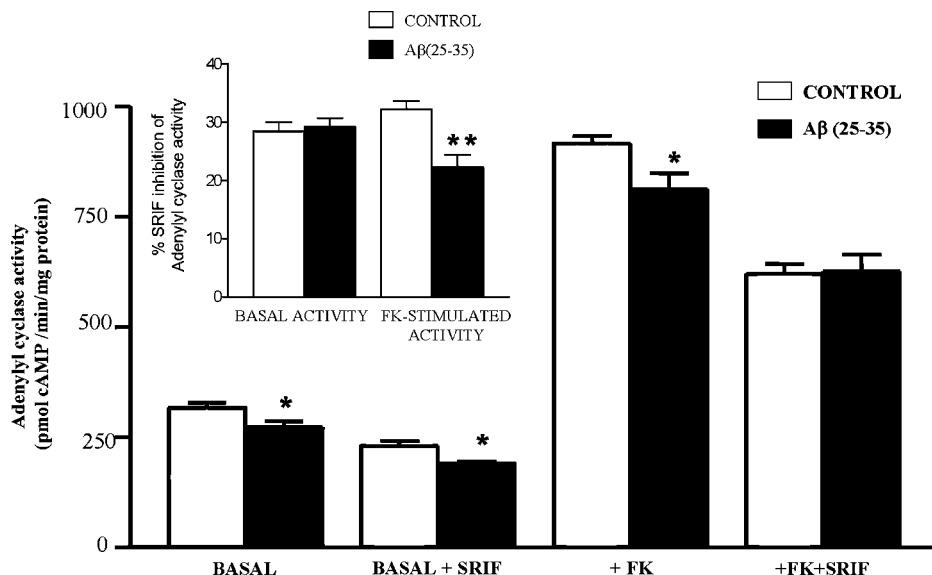 CONTROL
Aβ(25-35)
% SRIF inhibition of
Adenylyl cyclase activity
40
30
20
10
0
**
BASAL ACTIVITY
FK-STIMULATED
ACTIVITY
CONTROL
Aβ (25-35)
Adenylyl cyclase activity
(pmol cAMP /min/mg protein)
1000
750
500
250
0
*
*
*
BASAL
BASAL + SRIF
+ FK
+FK+SRIF